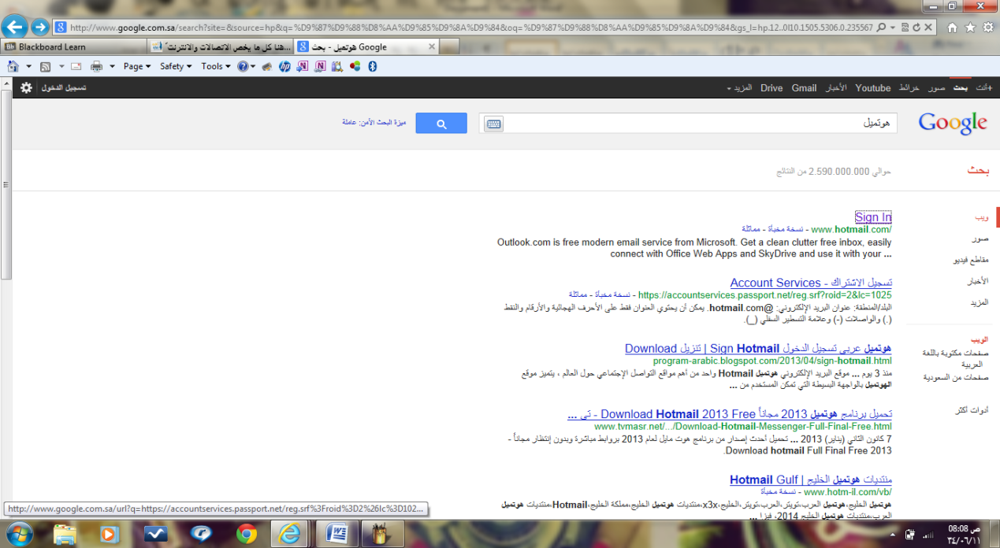 http://www.google.com.sa/search?site=&source=hp&q=%D9%87%D9%88%D8%AA%D9%85%D9%8A%D9%84&oq=%D9%87%D9%88%D8%AA%D9%85%D9%8A%D9%84&gs_l=hp.12..0l10.1505.5306.0.235567
Blackboard Learn
هنا كل ما يخص الاتصالات والانترنت...
هوتميل - بحث Google
Page Safety Tools
+أنت بحث صور خرائط Youtube الأخبار Gmail Drive المزيد
تسجيل الدخول
Google
هوتميل
ميزة البحث الآمن: عاملة
بحث
حوالي 2.590.000.000 من النتائج
ويب
صور
مقاطع فيديو
الأخبار
المزيد
الويب
صفحات مكتوبة باللغة
العربية
صفحات من السعودية
أدوات أكثر
Sign In
www.hotmail.com/ - نسخة مخبأة - مماثلة
Outlook.com is free modern email service from Microsoft. Get a clean clutter free inbox, easily
connect with Office Web Apps and SkyDrive and use it with your ...
تسجيل الاشتراك - Account Services
https://accountservices.passport.net/reg.srf?roid=2&lc=1025 - نسخة مخبأة - مماثلة
البلد/المنطقة: عنوان البريد الإلكتروني: @hotmail.com. يمكن أن يحتوي العنوان فقط على الأحرف الهجائية والأرقام والنقط
(.) والواصلات (-) وعلامة التسطير السفلي (_).
هوتميل عربي تسجيل الدخول Sign Hotmail | تنزيل Download
program-arabic.blogspot.com/2013/04/sign-hotmail.html
منذ 3 يوم ... موقع البريد الإلكتروني هوتميل Hotmail واحد من أهم مواقع التواصل الإجتماعي حول العالم ، يتميز موقع
الهوتميل بالواجهة البسيطة التي تمكن المستخدم من ...
تحميل برنامج هوتميل 2013 مجاناً Download Hotmail 2013 Free - تى ...
www.tvmasr.net/.../Download-Hotmail-Messenger-Full-Final-Free.html
7 كانون الثاني (يناير) 2013 ... تحميل أحدث إصدار من برنامج هوت مايل لعام 2013 بروابط مباشرة وبدون إنتظار مجاناً -
Download hotmail Full Final Free 2013.
منتديات هوتميل الخليج | Hotmail Gulf
www.hotm-il.com/vb/ - نسخة مخبأة
هوتميل الخليج،هوتميل العرب،تويتر،العرب،تويتر،الخليج،x3x،منتديات هوتميل الخليج،مملكة الخليج،Hotmail،منتديات هوتميل
العرب،منتديات هوتميل الخليج 2014، فيزا ...
http://www.google.com.sa/url?q=https://accountservices.passport.net/reg.srf%3Froid%3D2%26lc%3D102...
08:08 ص
٣٤/٠٦/١١